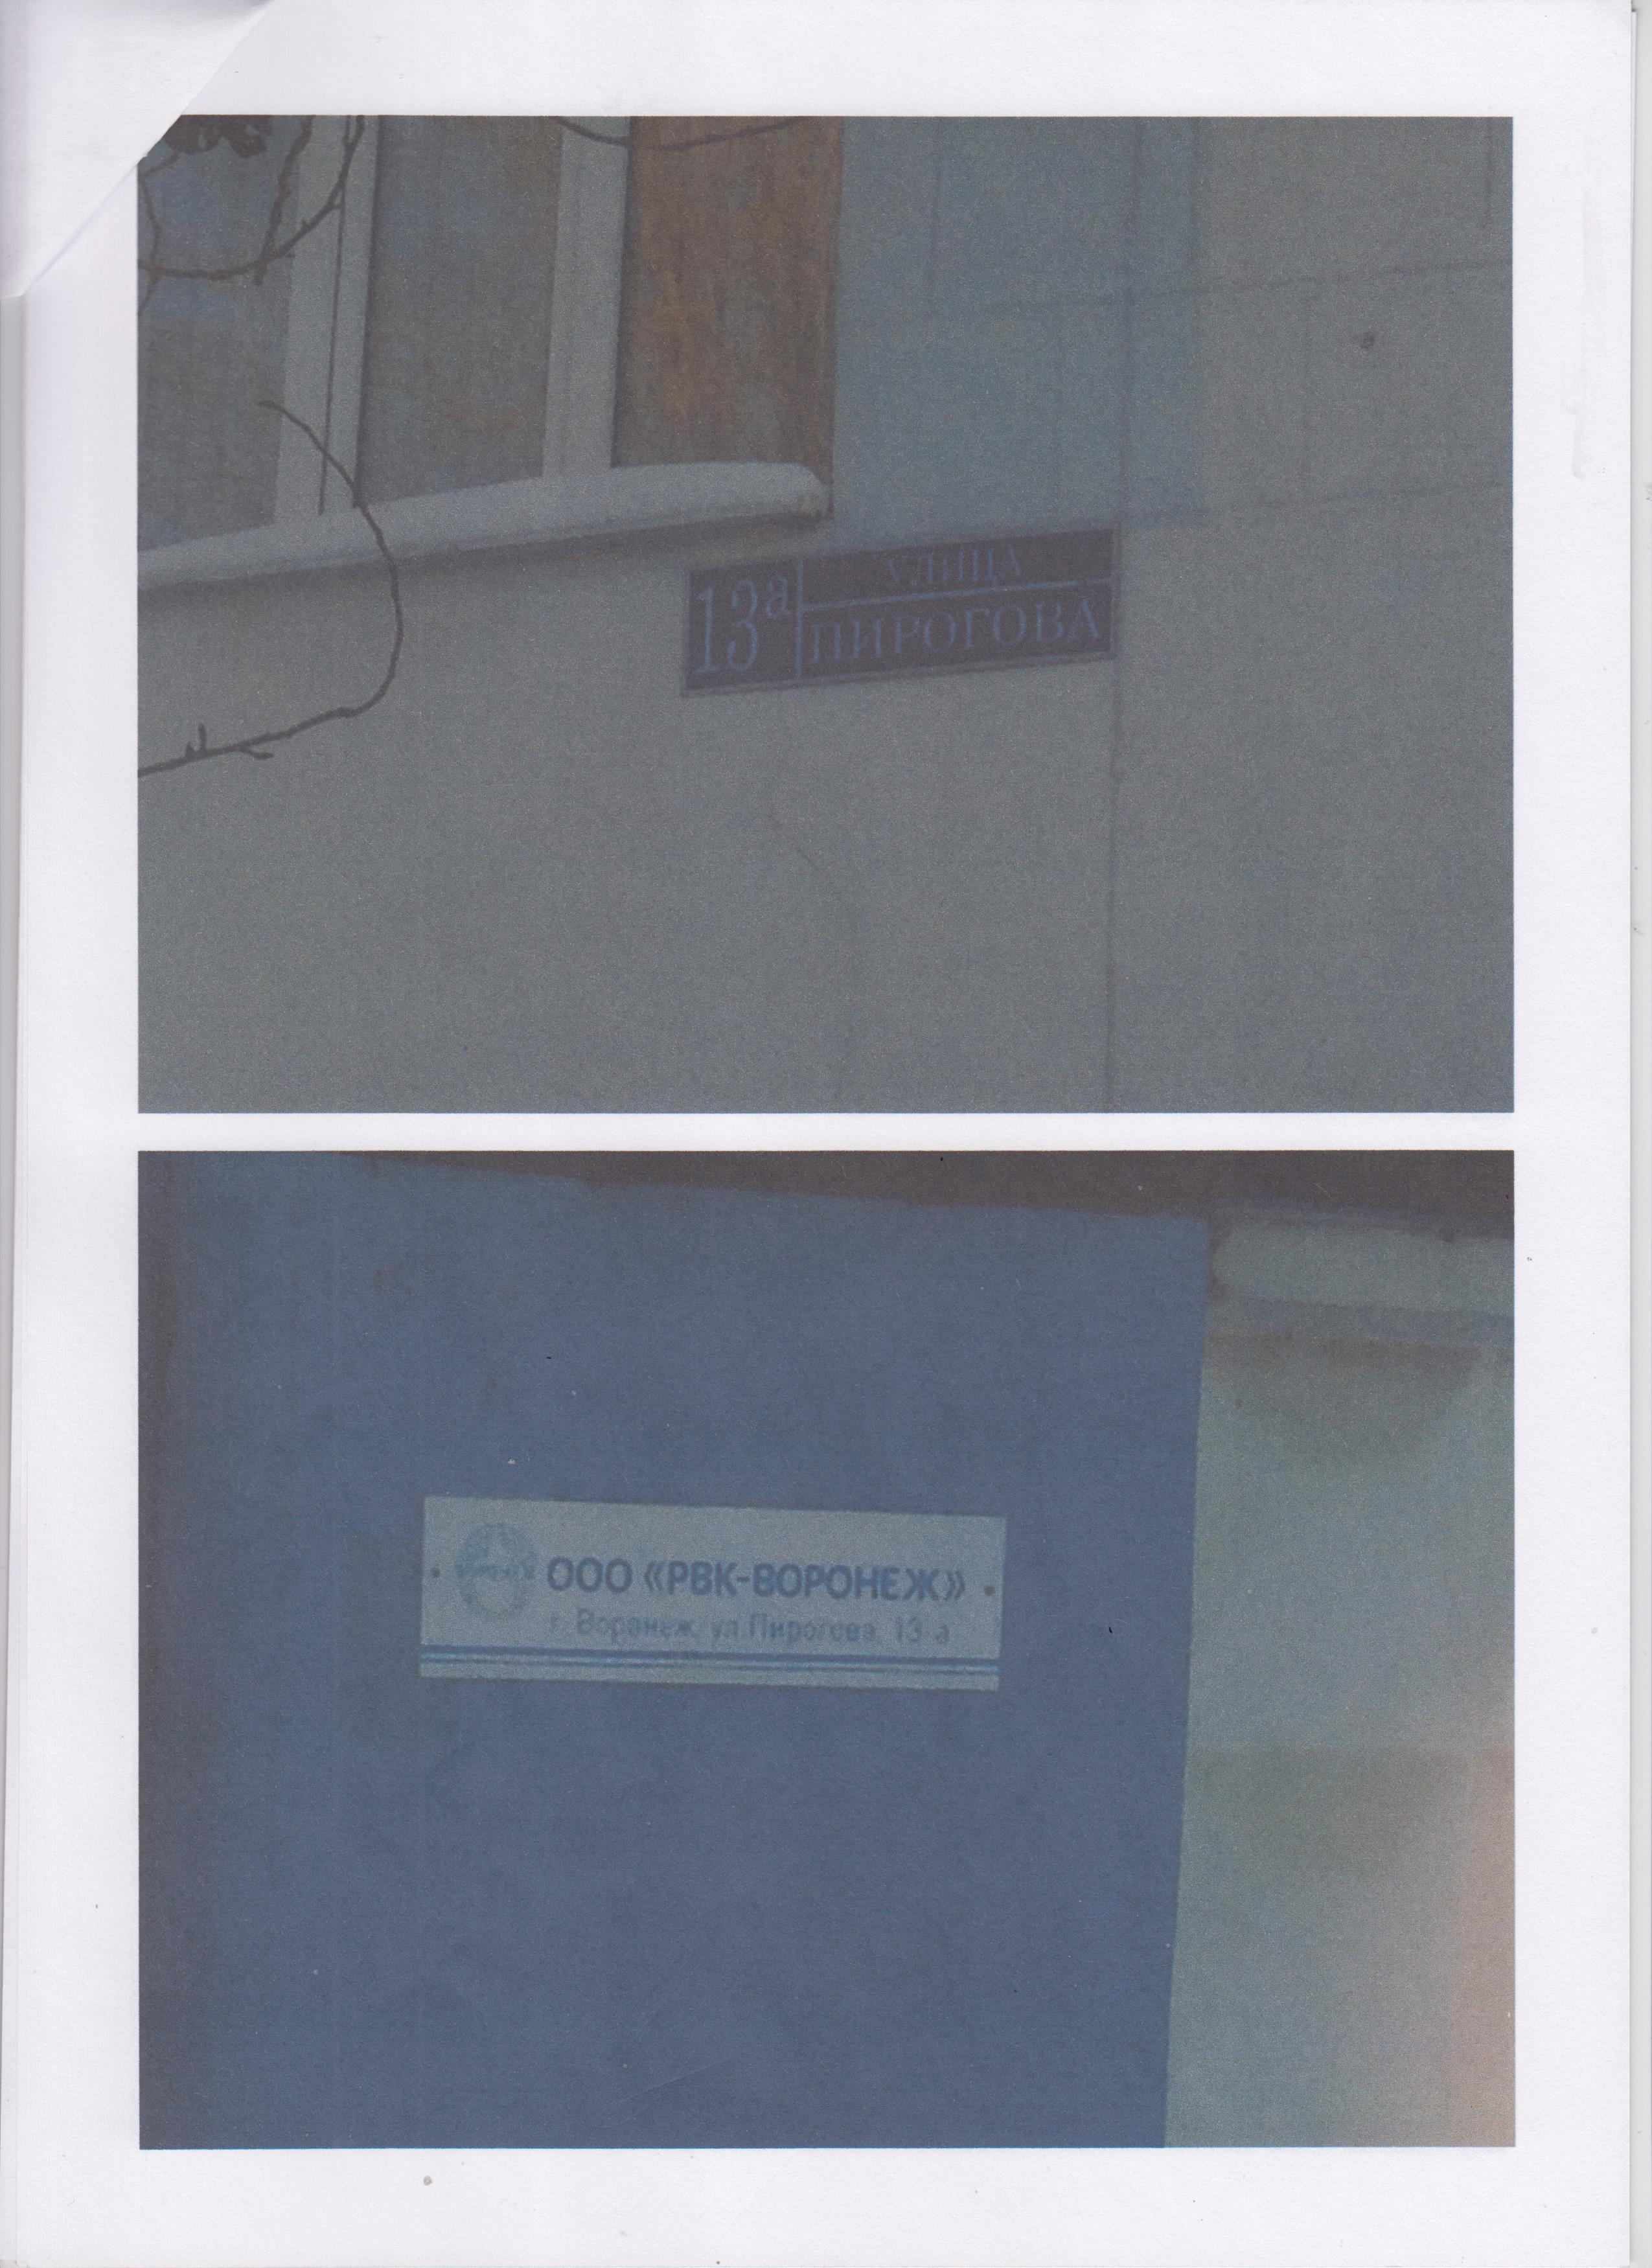 13а
УЛИЦА
ПИРОГОВА
ООО «РВК-ВОРОНЕЖ»
г. Воронеж, ул.Пирогова, 13-а